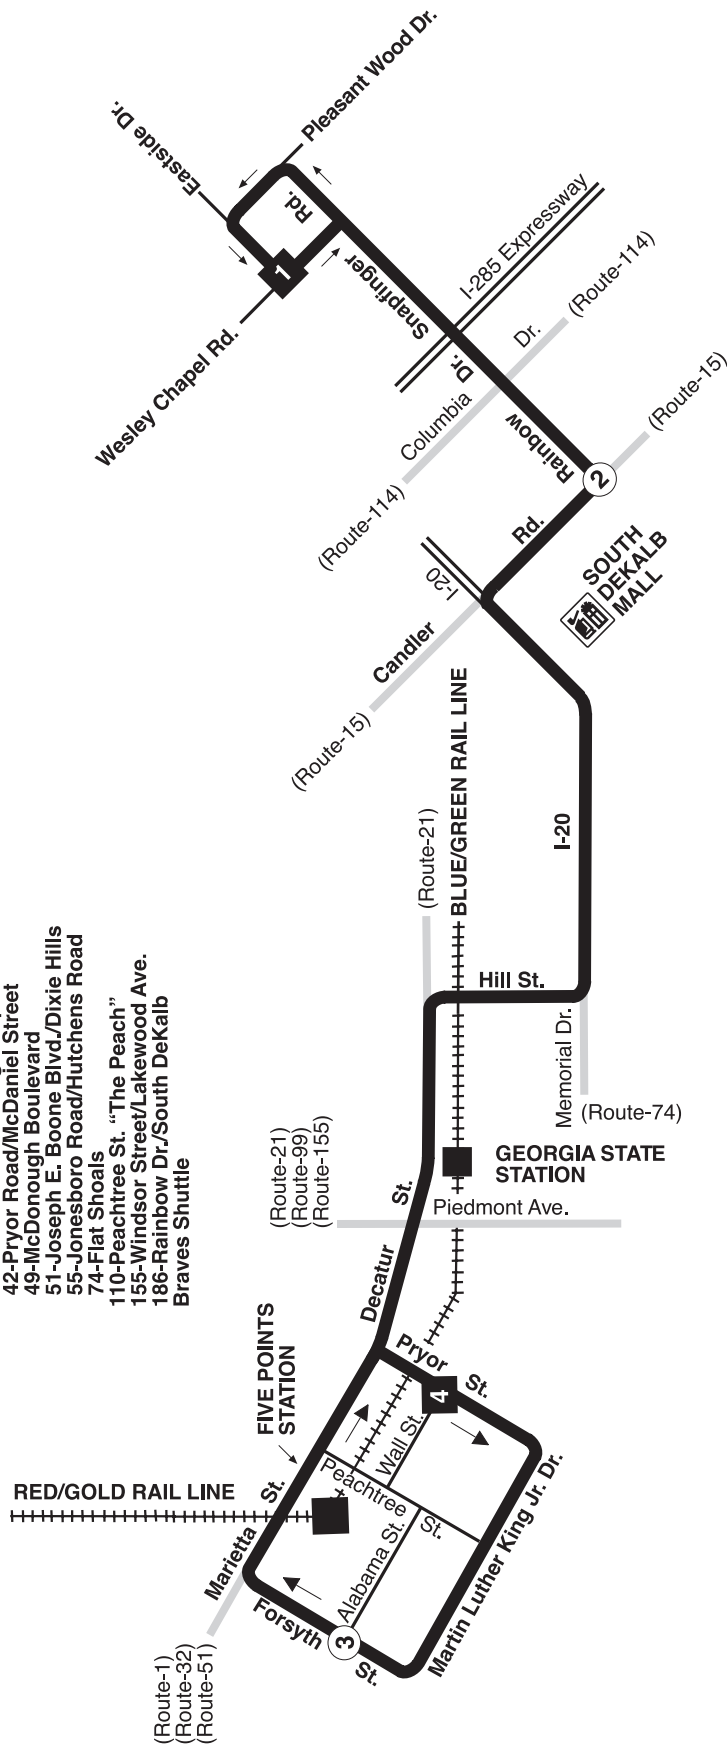 42-Pryor Road/McDaniel Street
49-McDonough Boulevard
51-Joseph E. Boone Blvd./Dixie Hills
55-Jonesboro Road/Hutchens Road
74-Flat Shoals
110-Peachtree St. “The Peach”
155-Windsor Street/Lakewood Ave.
186-Rainbow Dr./South DeKalb
Braves Shuttle
(Route-1)
(Route-32)
(Route-51)
RED/GOLD RAIL LINE
FIVE POINTS
STATION
Marietta St.
Forsyth St.
3
Alabama St.
Peachtree St.
Wall St.
4
Pryor St.
Martin Luther King Jr. Dr.
Decatur St.
(Route-21)
(Route-99)
(Route-155)
Piedmont Ave.
GEORGIA STATE
STATION
Memorial Dr.
(Route-74)
Hill St.
(Route-21)
BLUE/GREEN RAIL LINE
I-20
(Route-15)
Candler Rd.
I-20
SOUTH
DEKALB
MALL
2
(Route-15)
Rainbow Dr.
(Route-114)
Columbia Dr.
(Route-114)
I-285 Expressway
Snapfinger Rd.
Wesley Chapel Rd.
1
Eastside Dr.
Pleasant Wood Dr.